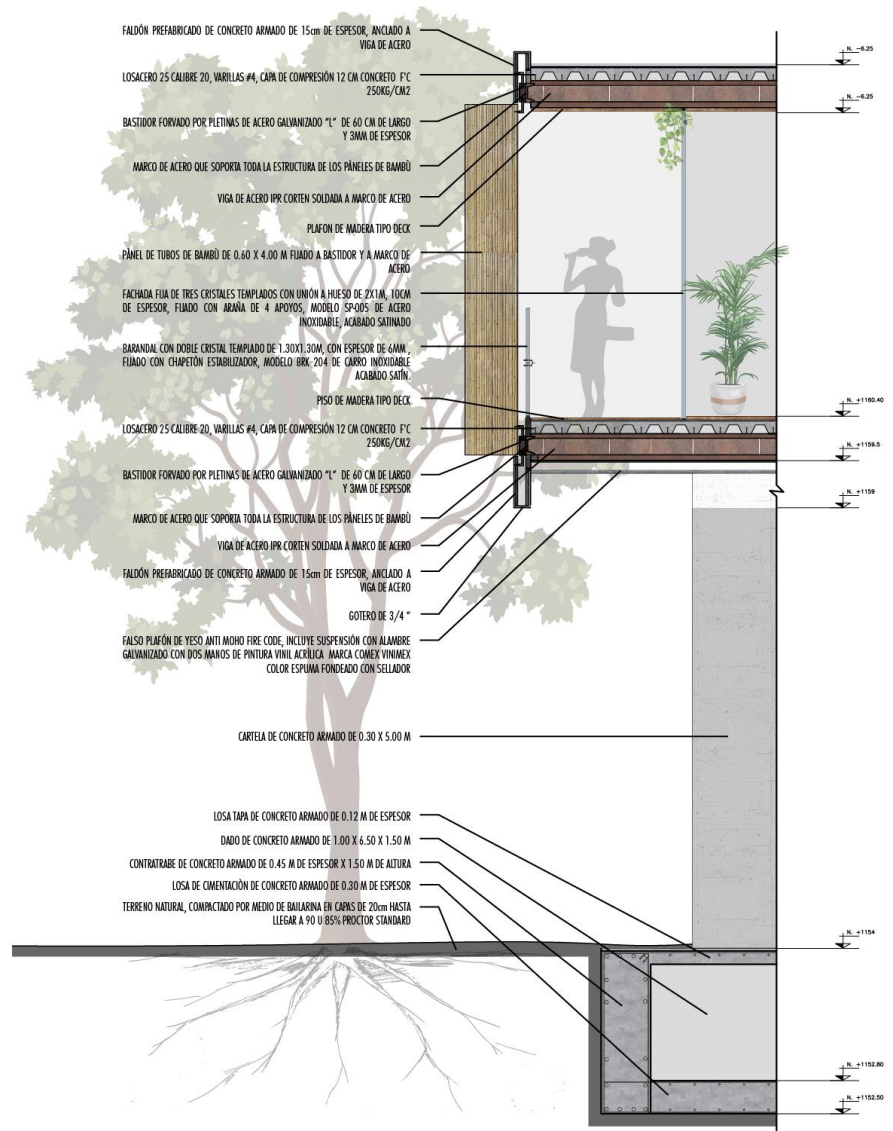 FALDÓN PREFABRICADO DE CONCRETO ARMADO DE 15cm DE ESPESOR, ANCLADO A
VIGA DE ACERO
LOSACERO 25 CALIBRE 20, VARILLAS #4, CAPA DE COMPRESIÓN 12 CM CONCRETO F'C
250KG/CM2
BASTIDOR FORVADO POR PLETINAS DE ACERO GALVANIZADO "L" DE 60 CM DE LARGO
Y 3MM DE ESPESOR
MARCO DE ACERO QUE SOPORTA TODA LA ESTRUCTURA DE LOS PÀNELES DE BAMBÙ
VIGA DE ACERO IPR CORTEN SOLDADA A MARCO DE ACERO
PLAFON DE MADERA TIPO DECK
PÀNEL DE TUBOS DE BAMBÙ DE 0.60 X 4.00 M FIJADO A BASTIDOR Y A MARCO DE
ACERO
FACHADA FIJA DE TRES CRISTALES TEMPLADOS CON UNIÓN A HUESO DE 2X1M, 10CM
DE ESPESOR, FIJADO CON ARAÑA DE 4 APOYOS, MODELO SP-005 DE ACERO
INOXIDABLE, ACABADO SATINADO
BARANDAL CON DOBLE CRISTAL TEMPLADO DE 1.30X1.30M, CON ESPESOR DE 6MM ,
FIJADO CON CHAPETÓN ESTABILIZADOR, MODELO BRK 204 DE CARRO INOXIDABLE
ACABADO SATÍN.
PISO DE MADERA TIPO DECK
LOSACERO 25 CALIBRE 20, VARILLAS #4, CAPA DE COMPRESIÓN 12 CM CONCRETO F'C
250KG/CM2
BASTIDOR FORVADO POR PLETINAS DE ACERO GALVANIZADO "L" DE 60 CM DE LARGO
Y 3MM DE ESPESOR
MARCO DE ACERO QUE SOPORTA TODA LA ESTRUCTURA DE LOS PÀNELES DE BAMBÙ
VIGA DE ACERO IPR CORTEN SOLDADA A MARCO DE ACERO
FALDÓN PREFABRICADO DE CONCRETO ARMADO DE 15cm DE ESPESOR, ANCLADO A
VIGA DE ACERO
GOTERO DE 3/4 "
FALSO PLAFÓN DE YESO ANTI MOHO FIRE CODE, INCLUYE SUSPENSIÓN CON ALAMBRE
GALVANIZADO CON DOS MANOS DE PINTURA VINIL ACRÍLICA MARCA COMEX VINIMEX
COLOR ESPUMA FONDEADO CON SELLADOR
CARTELA DE CONCRETO ARMADO DE 0.30 X 5.00 M
LOSA TAPA DE CONCRETO ARMADO DE 0.12 M DE ESPESOR
DADO DE CONCRETO ARMADO DE 1.00 X 6.50 X 1.50 M
CONTRATRABE DE CONCRETO ARMADO DE 0.45 M DE ESPESOR X 1.50 M DE ALTURA
LOSA DE CIMENTACIÒN DE CONCRETO ARMADO DE 0.30 M DE ESPESOR
TERRENO NATURAL, COMPACTADO POR MEDIO DE BAILARINA EN CAPAS DE 20cm HASTA
LLEGAR A 90 U 85% PROCTOR STANDARD
N. -6.25
N. -6.25
N. +1160.40
N. +1159.5
N. +1159
N. +1154
N. +1152.80
N. +1152.50